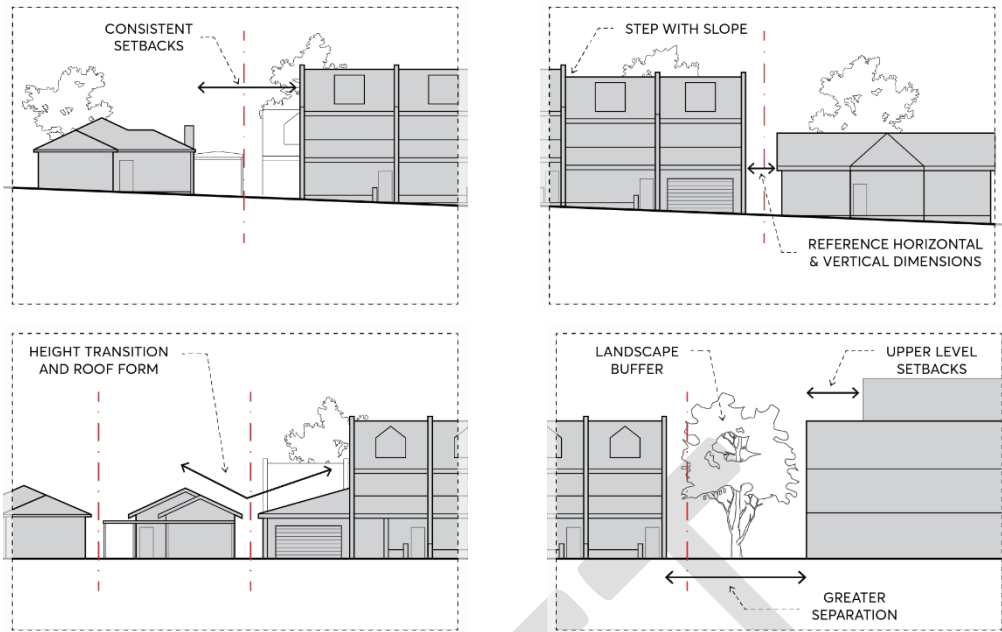 CONSISTENT
SETBACKS
STEP WITH SLOPE
REFERENCE HORIZONTAL
& VERTICAL DIMENSIONS
HEIGHT TRANSITION
AND ROOF FORM
LANDSCAPE
BUFFER
UPPER LEVEL
SETBACKS
GREATER
SEPARATION